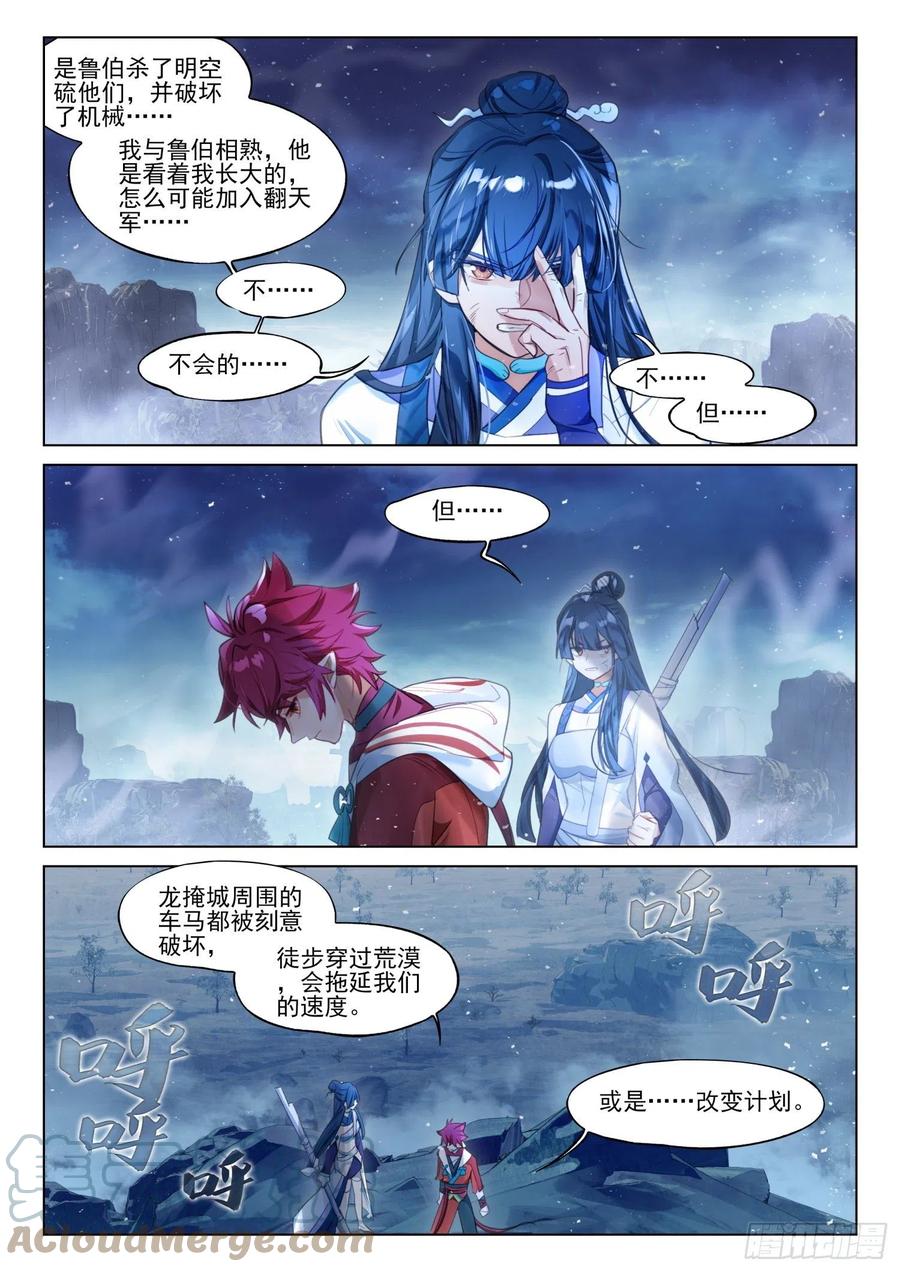 是鲁伯杀了明空
硫他们，并破坏
了机械……
我与鲁伯相熟，他
是看着我长大的，
怎么可能加入翻天
军……
不……
不会的……
不……
但……
但……
龙掩城周围的
车马都被刻意
破坏，
徒步穿过荒漠
，会拖延我们
的速度。
呼
呼
呼
呼
呼
或是……改变计划。
AcloudMerge.com
腾讯动漫